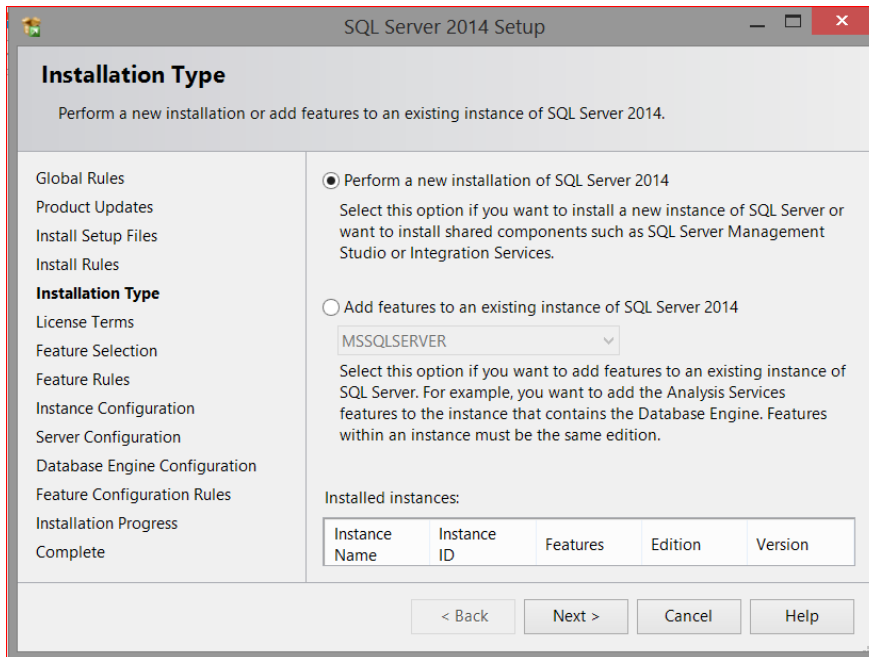 SQL Server 2014 Setup
Installation Type
Perform a new installation or add features to an existing instance of SQL Server 2014.
Global Rules
Product Updates
Install Setup Files
Install Rules
Installation Type
License Terms
Feature Selection
Feature Rules
Instance Configuration
Server Configuration
Database Engine Configuration
Feature Configuration Rules
Installation Progress
Complete
Perform a new installation of SQL Server 2014
Select this option if you want to install a new instance of SQL Server or
want to install shared components such as SQL Server Management
Studio or Integration Services.
Add features to an existing instance of SQL Server 2014
MSSQLSERVER
Select this option if you want to add features to an existing instance of
SQL Server. For example, you want to add the Analysis Services
features to the instance that contains the Database Engine. Features
within an instance must be the same edition.
Installed instances:
Instance Name
Instance ID
Features
Edition
Version
< Back
Next >
Cancel
Help